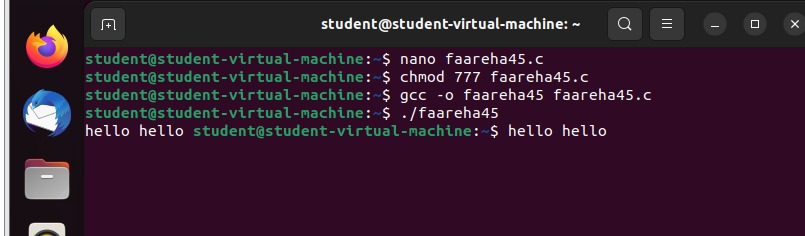 student@student-virtual-machine: ~
student@student-virtual-machine:~$ nano faareha45.c
student@student-virtual-machine:~$ chmod 777 faareha45.c
student@student-virtual-machine:~$ gcc -o faareha45 faareha45.c
student@student-virtual-machine:~$ ./faareha45
hello hello student@student-virtual-machine:~$ hello hello